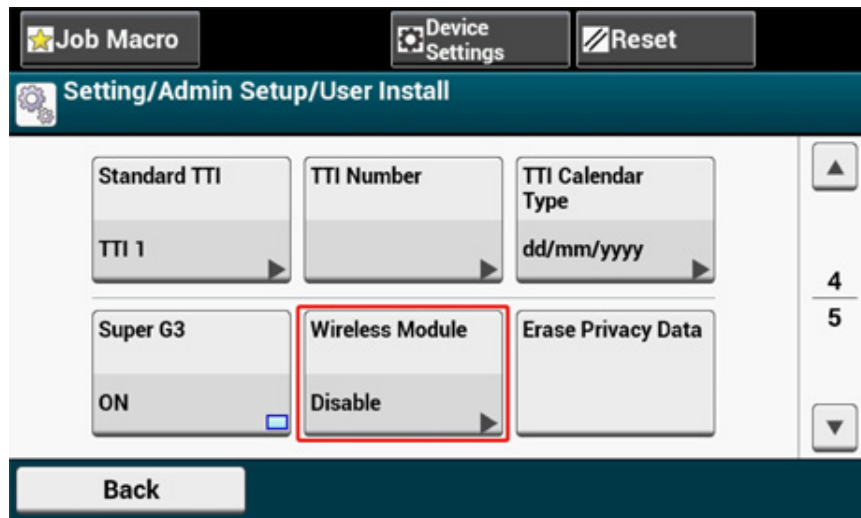 Job Macro
Device
Settings
Reset
Setting/Admin Setup/User Install
Standard TTI
TTI 1
TTI Number
TTI Calendar
Type
dd/mm/yyyy
4
5
Super G3
ON
Wireless Module
Disable
Erase Privacy Data
Back